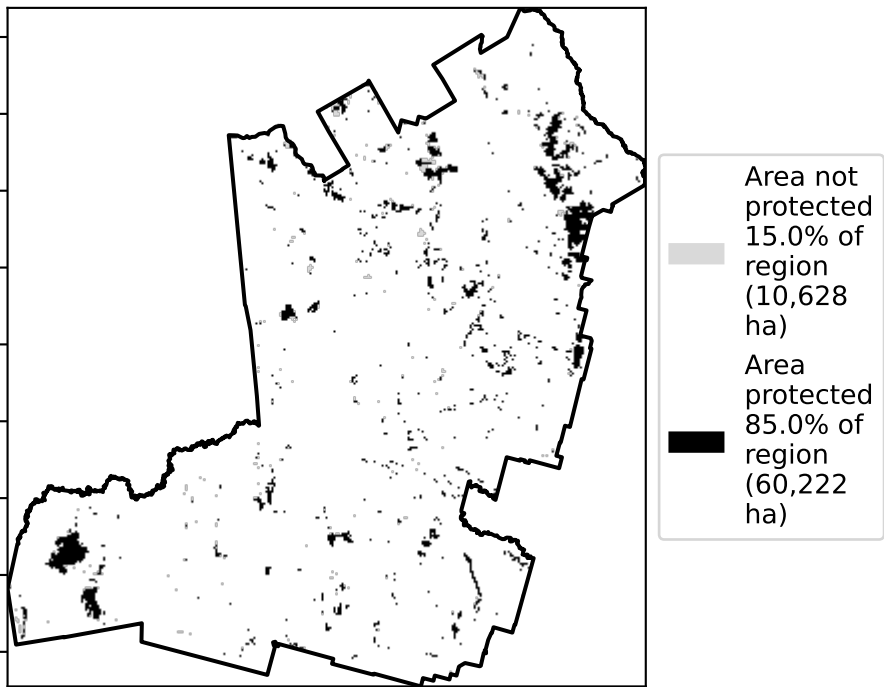 Area not
protected
15.0% of
region
(10,628
ha)
Area
protected
85.0% of
region
(60,222
ha)